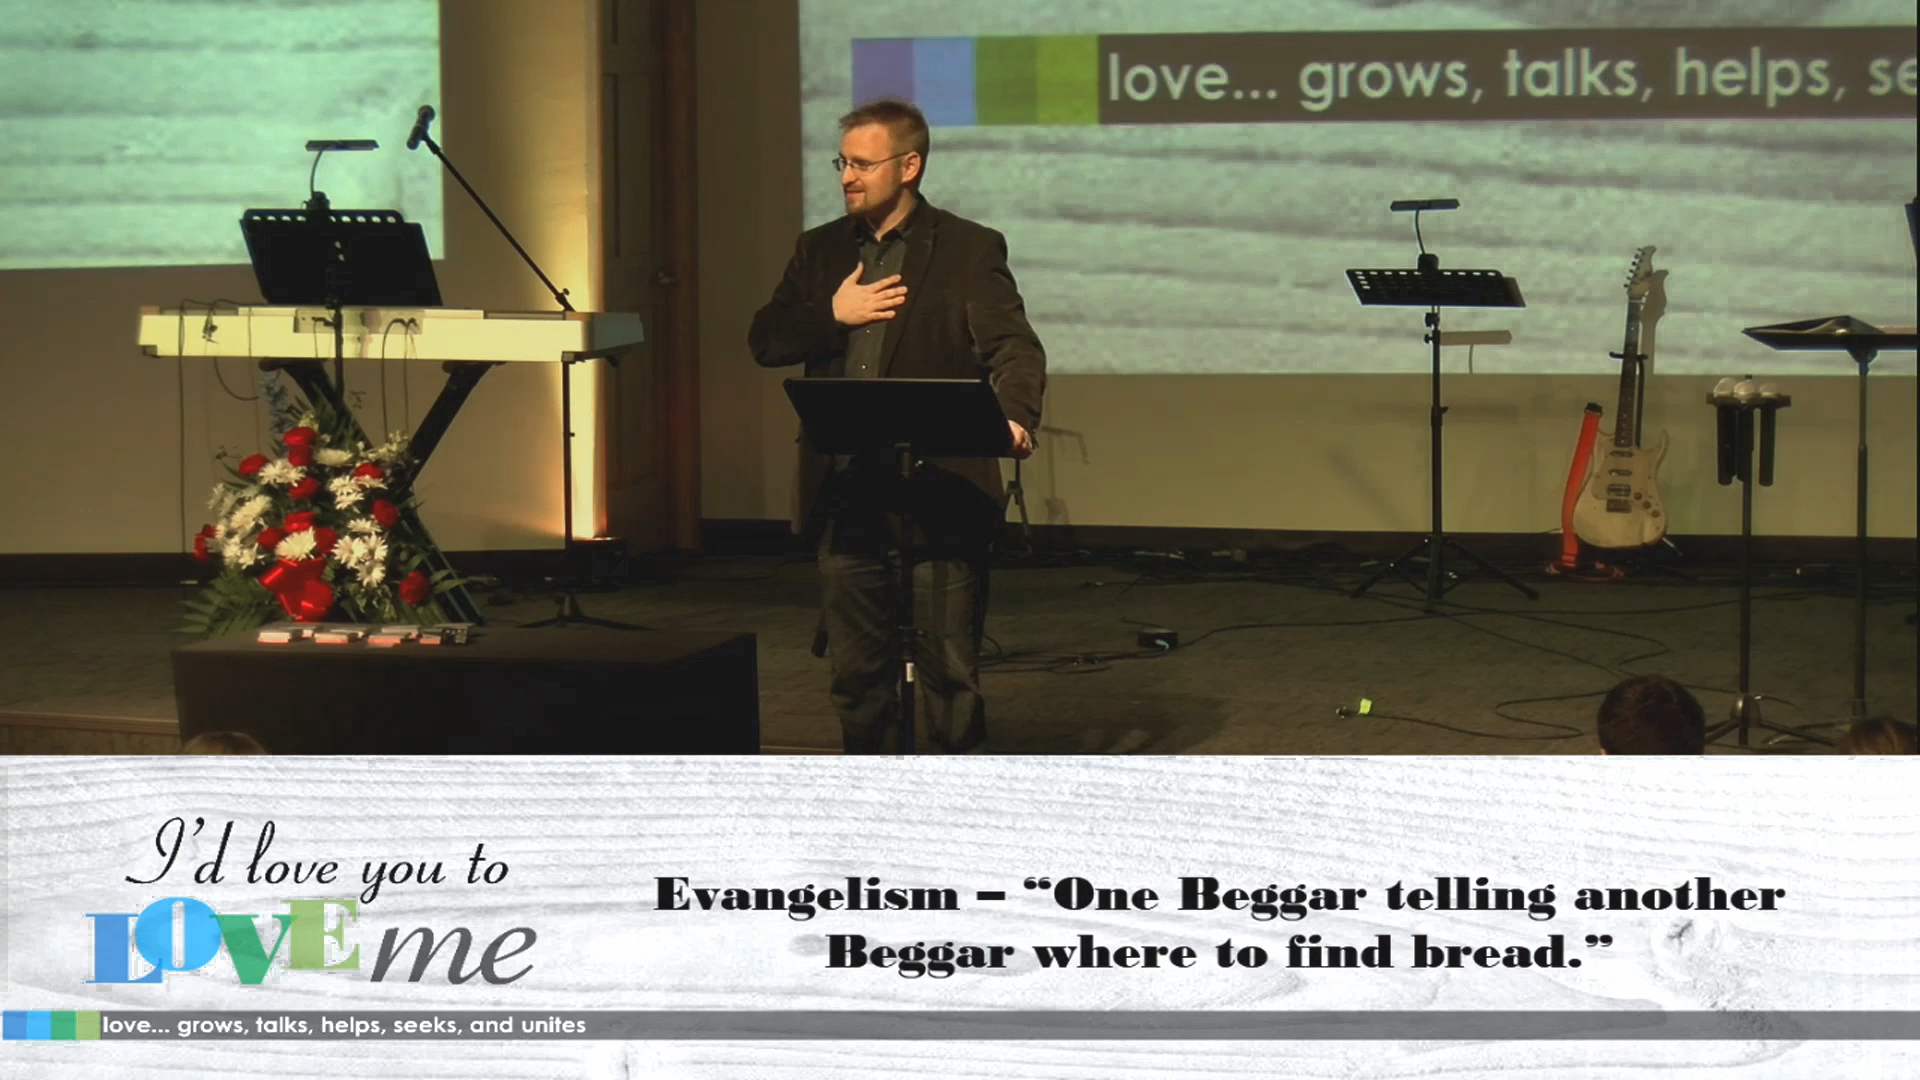 love... grows, talks, helps, se
I'd love you to
LOVE me
Evangelism – “One Beggar telling another
Beggar where to find bread.”
love... grows, talks, helps, seeks, and unites